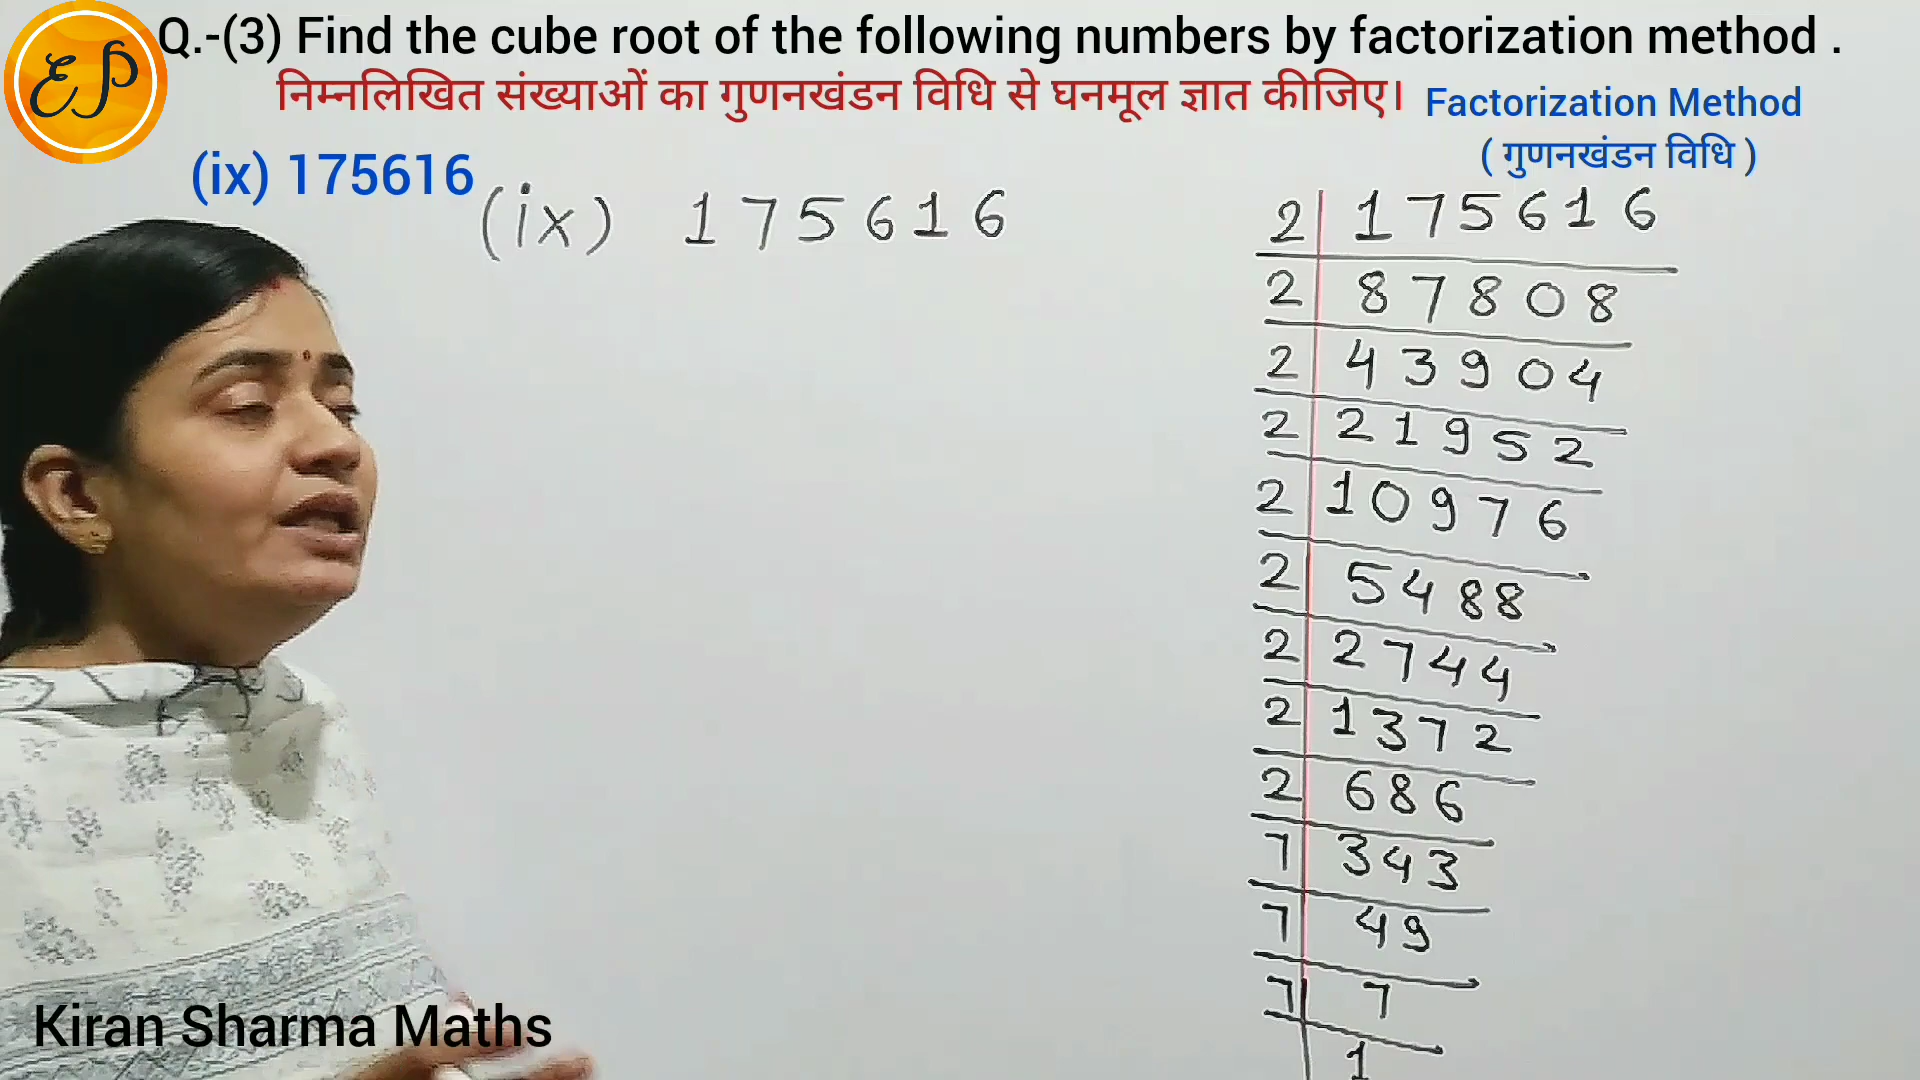 EP
Q.-(3) Find the cube root of the following numbers by factorization method .
निम्नलिखित संख्याओं का गुणनखंडन विधि से घनमूल ज्ञात कीजिए।
Factorization Method
( गुणनखंडन विधि )
(ix) 175616
(ix) 175616
2 175616
2 87808
2 43904
2 21952
2 10976
2 5488
2 2744
2 1372
2 686
7 343
7 49
7 7
1
Kiran Sharma Maths